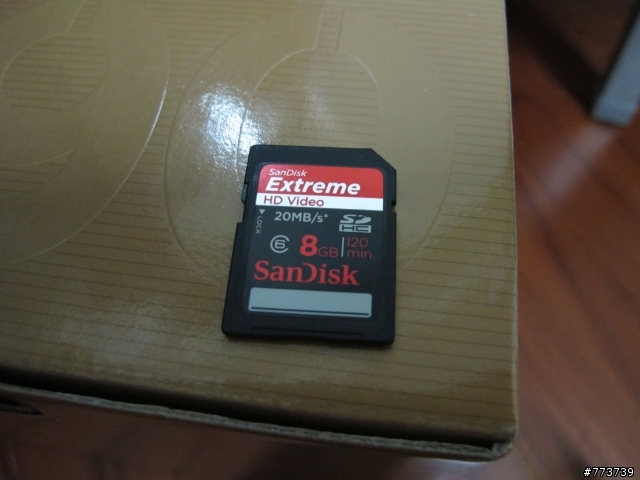 SanDisk
Extreme
HD Video
LOCK
20MB/s*
SD
HC
6
8GB
120
min.
SanDisk
#773739